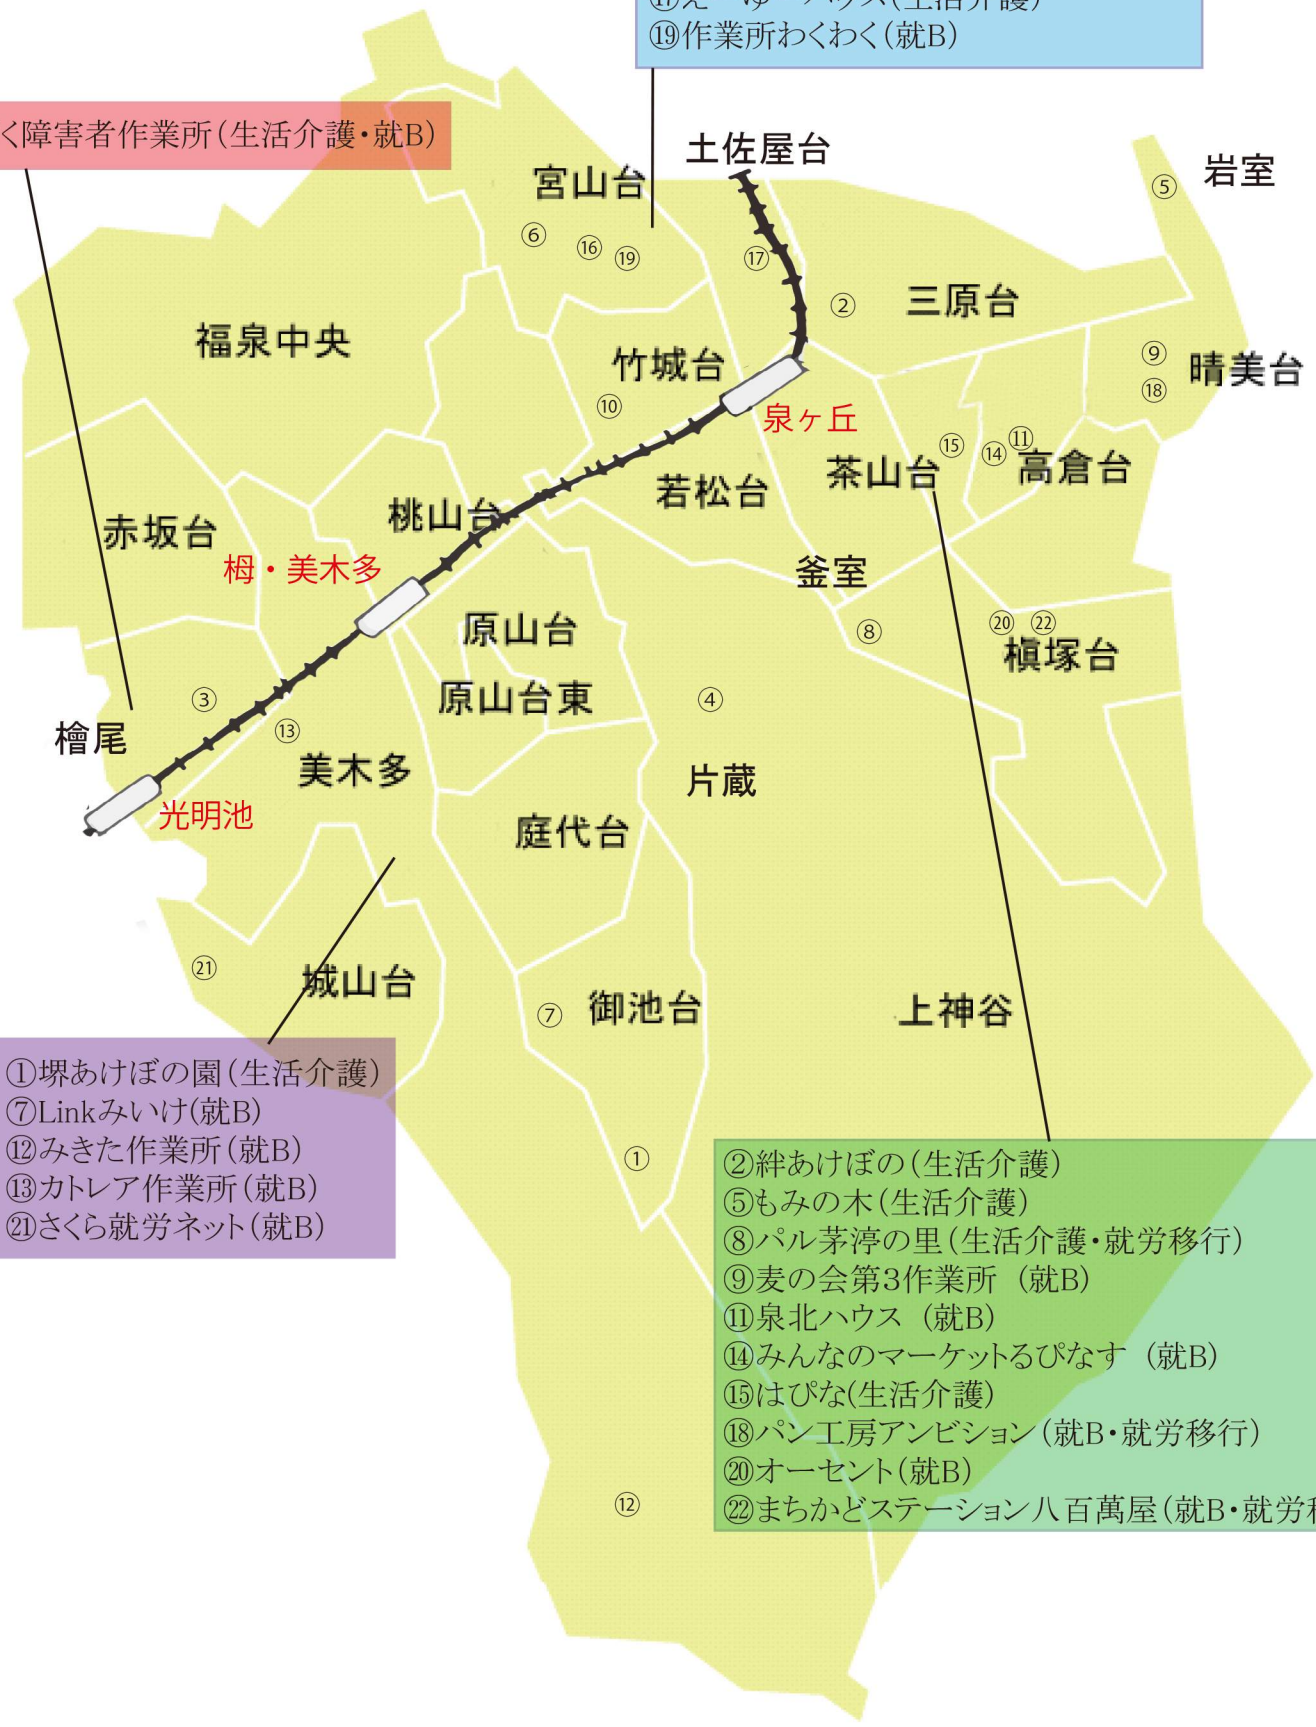 ⑰えーゆーハウス(生活介護)
⑲作業所わくわく(就B)
く障害者作業所(生活介護・就B)
土佐屋台
岩室
宮山台
⑤
⑥
⑯
⑲
⑰
②
三原台
福泉中央
竹城台
⑨
晴美台
⑱
⑩
泉ヶ丘
⑮
⑭
⑪
茶山台
高倉台
若松台
桃山台
赤坂台
栂・美木多
釜室
原山台
⑧
⑳
㉒
槇塚台
原山台東
③
④
⑬
檜尾
美木多
片蔵
光明池
庭代台
㉑
城山台
⑦
御池台
上神谷
①堺あけぼの園(生活介護)
⑦Linkみいけ(就B)
⑫みきた作業所(就B)
⑬カトレア作業所(就B)
㉑さくら就労ネット(就B)
①
②絆あけぼの(生活介護)
⑤もみの木(生活介護)
⑧パル茅渟の里(生活介護・就労移行)
⑨麦の会第3作業所 (就B)
⑪泉北ハウス (就B)
⑭みんなのマーケットるぴなす (就B)
⑮はぴな(生活介護)
⑱パン工房アンビション(就B・就労移行)
⑳オーセント(就B)
㉒まちかどステーション八百萬屋(就B・就労移
⑫